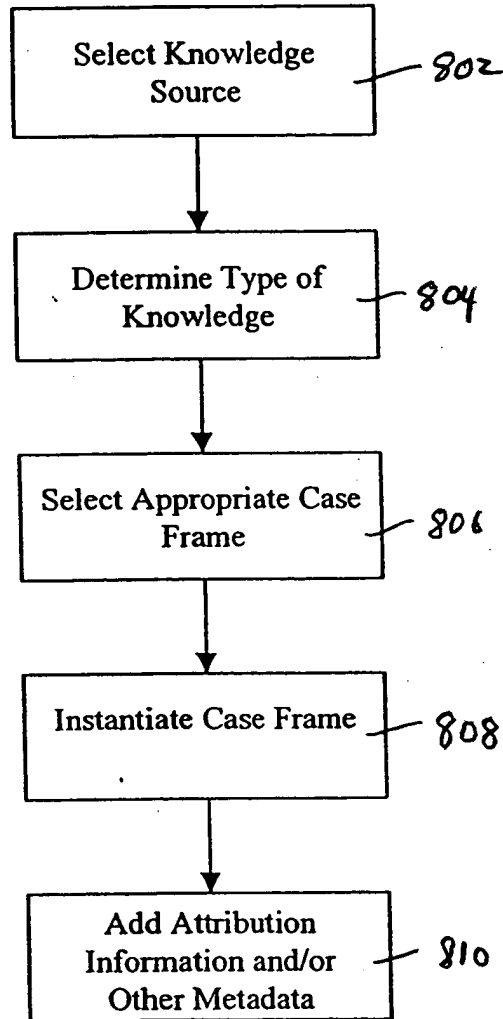 Select Knowledge
Source
802
Determine Type of
Knowledge
804
Select Appropriate Case
Frame
806
Instantiate Case Frame
808
Add Attribution
Information and/or
Other Metadata
810